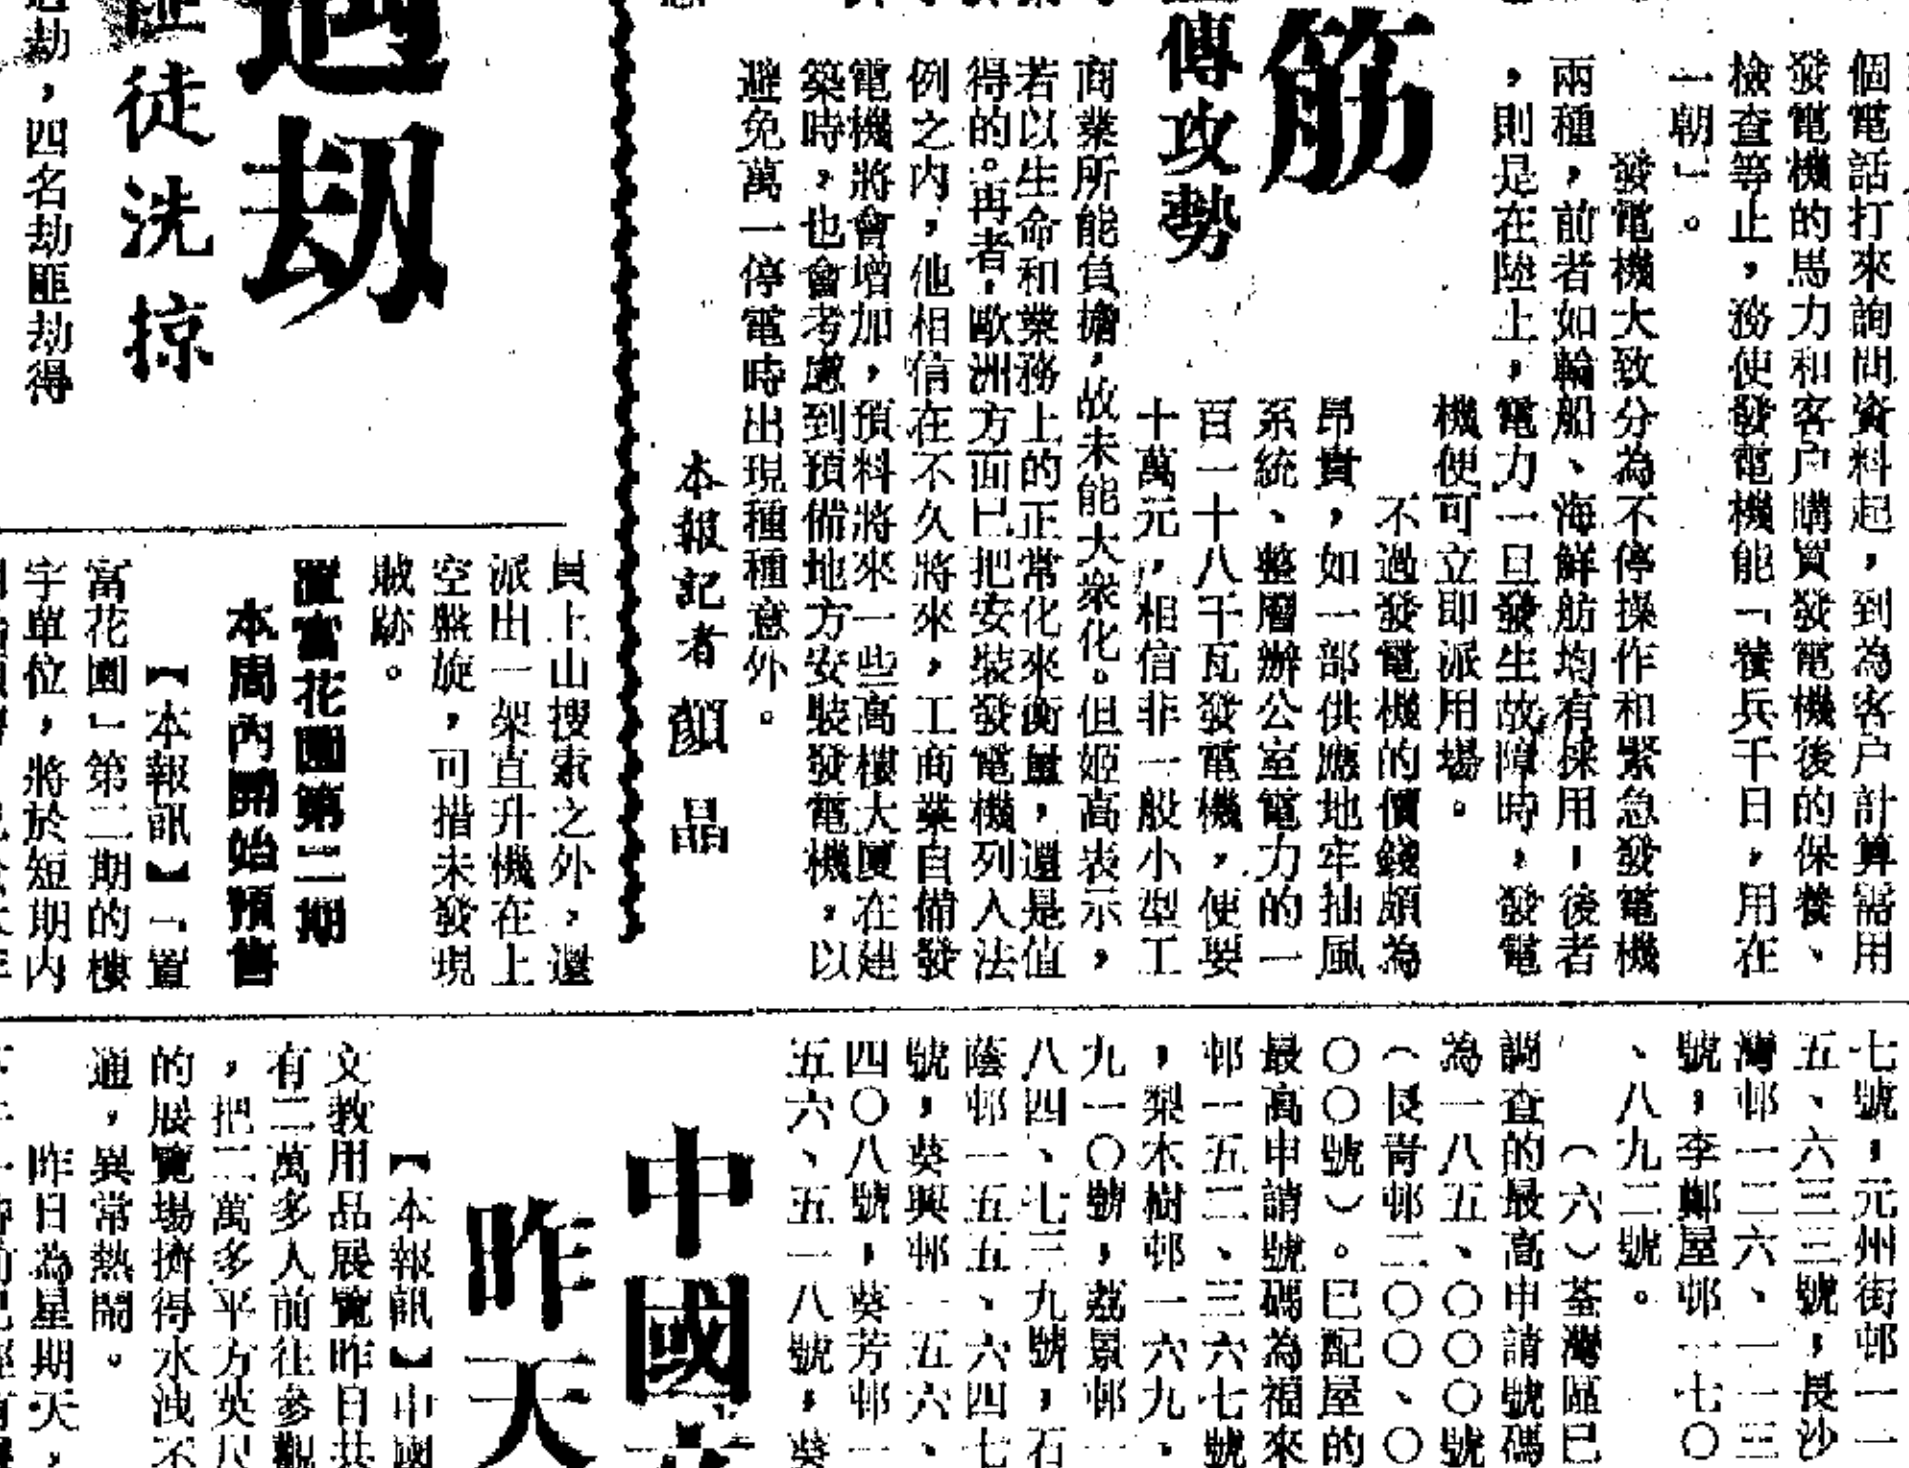 個電話打來詢問資料起，到為客户計算需用
發電機的馬力和客户購買發電機後的保養、
檢查等止，務使發電機能「養兵千日，用在
一朝」。
發電機大致分為不停操作和緊急發電機
兩種，前者如輪船、海鮮舫均有採用，後者
，則是在陸上，電力一旦發生故障時，發電
機便可立即派用場。
不過發電機的價錢頗為
昂貴，如一部供應地牢抽風
系統、整層辦公室電力的一
百一十八千瓦發電機，便要
十萬元，相信非一般小型工
商業所能負擔，故未能大衆化。但姬高表示，
若以生命和業務上的正常化來衡量，還是值
得的。再者，歐洲方面已把安裝發電機列入法
例之内，他相信在不久將來，工商業自備發
電機將會增加，預料將來一些高樓大厦在建
築時，也會考慮到預備地方安裝發電機，以
避免萬一停電時出現種種意外。
本報記者 顏晶
筋
傳攻勢
劫
徒洗掠
劫，四名劫匪劫得
員上山搜索之外，還
派出一架直升機在上
空盤旋，可措未發現
賊跡。
置富花園第二期
本周内開始預售
【本報訊】「置
富花園」第二期的樓
宇單位，將於短期内
七號，元州街邨一一
五、六三三號，長沙
灣邨一二六、一一三
號，李鄭屋邨一七〇
、八九二號。
（六）荃灣區已
調查的最高申請號碼
為一八五、〇〇〇號
（長青邨二〇〇、〇
〇〇號）。已配屋的
最高申請號碼為福來
邨一五二、三六七號
，梨木樹邨一六九、
九一〇號，荔景邨一
八四、七三九號，石
蔭邨一五五、六四七
號，葵興邨一五六、
四〇八號，葵芳邨一
五六、五一八號，葵
中國
昨天
【本報訊】中國
文教用品展覽昨日共
有二萬多人前往參觀
，把二萬多平方英尺
的展覽場擠得水洩不
通，異常熱鬧。
昨日為星期天，